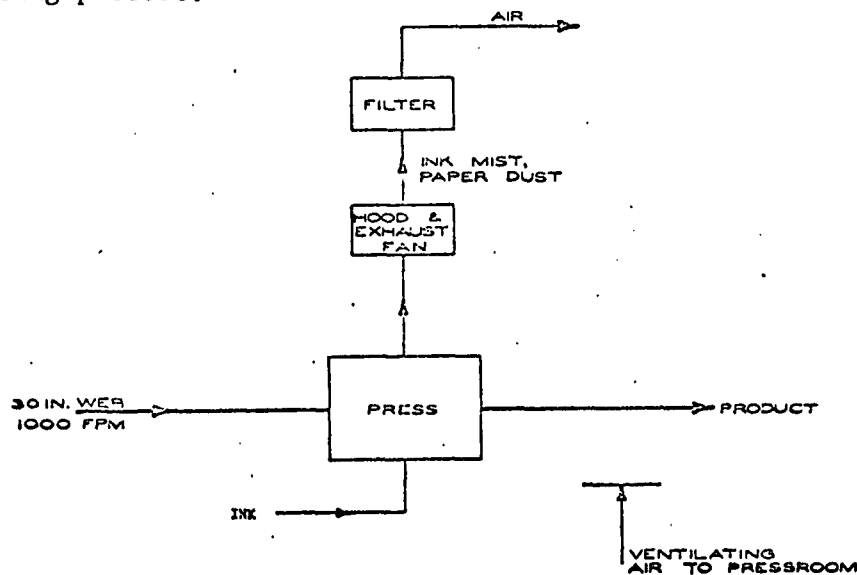 AIR
FILTER
INK MIST,
PAPER DUST
HOOD &
EXHAUST
FAN
30 IN. WEB
1000 FPM
PRESS
PRODUCT
INK
VENTILATING
AIR TO PRESSROOM